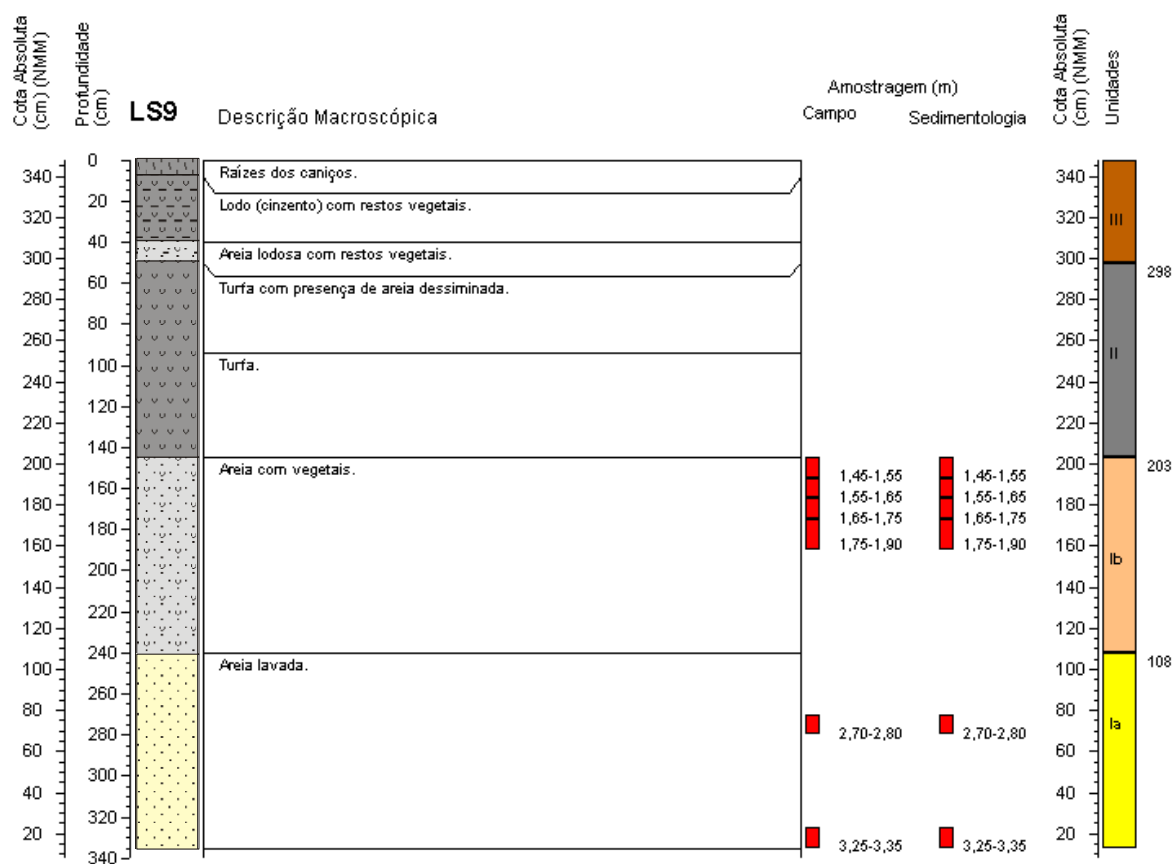 Cota Absoluta
(cm) (NMM)
Profundidade
(cm)
LS9
Descrição Macroscópica
Amostragem (m)
Campo
Sedimentologia
Cota Absoluta
(cm) (NMM)
Unidades
340
320
300
280
260
240
220
200
180
160
140
120
100
80
60
40
20
0
20
40
60
80
100
120
140
160
180
200
220
240
260
280
300
320
340
Raízes dos caniços.
Lodo (cinzento) com restos vegetais.
Areia lodosa com restos vegetais.
Turfa com presença de areia dessiminada.
Turfa.
Areia com vegetais.
Areia lavada.
1,45-1,55
1,55-1,65
1,65-1,75
1,75-1,90
2,70-2,80
3,25-3,35
1,45-1,55
1,55-1,65
1,65-1,75
1,75-1,90
2,70-2,80
3,25-3,35
340
320
300
280
260
240
220
200
180
160
140
120
100
80
60
40
20
III
II
Ib
Ia
298
203
108